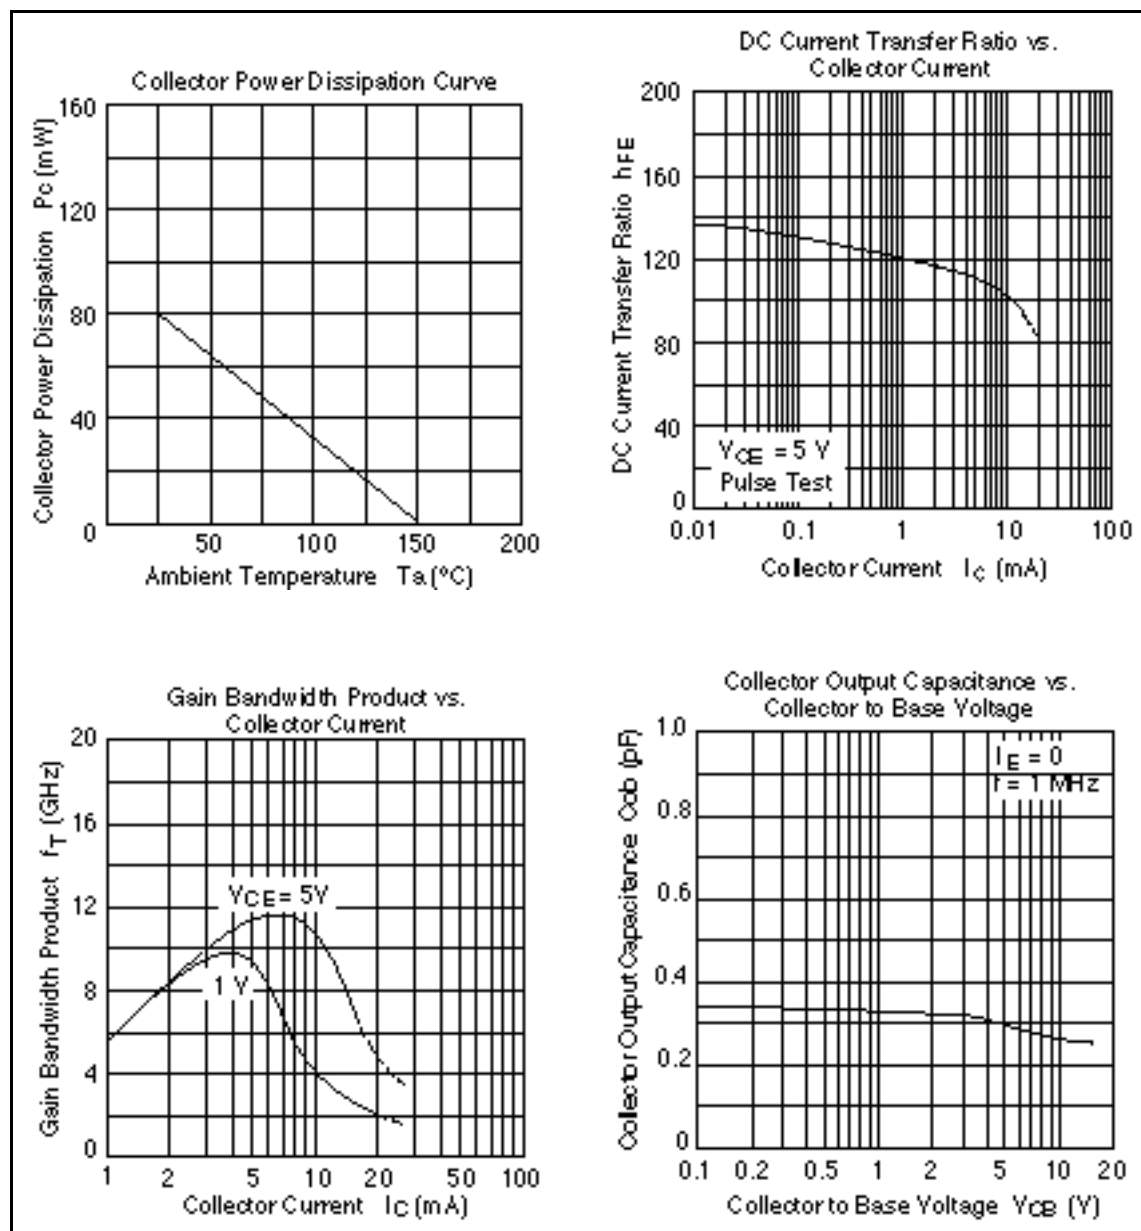 Collector Power Dissipation Curve
160
120
80
40
0
Collector Power Dissipation Pc (mW)
50 100 150 200
Ambient Temperature Ta (°C)
DC Current Transfer Ratio vs.
Collector Current
200
160
120
80
40
0
DC Current Transfer Ratio hFE
VCE = 5 V
Pulse Test
0.01 0.1 1 10 100
Collector Current IC (mA)
Gain Bandwidth Product vs.
Collector Current
20
16
12
8
4
0
Gain Bandwidth Product fT (GHz)
VCE = 5V
1 V
1 2 5 10 20 50 100
Collector Current IC (mA)
Collector Output Capacitance vs.
Collector to Base Voltage
1.0
0.8
0.6
0.4
0.2
0
Collector Output Capacitance Cob (pF)
IE = 0
f = 1 MHz
0.1 0.2 0.5 1 2 5 10 20
Collector to Base Voltage VCB (V)